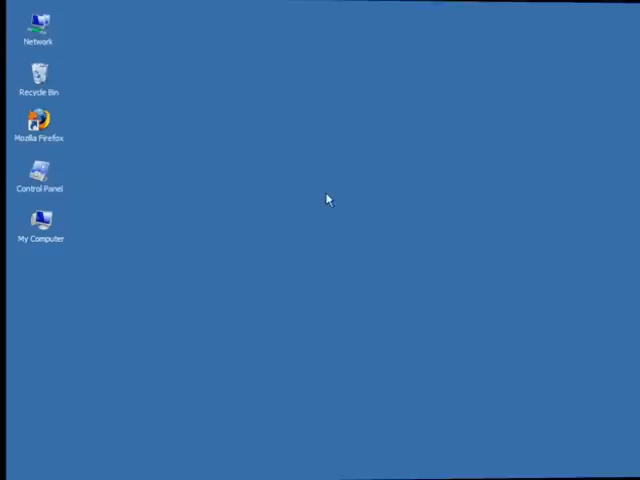 Network
Recycle Bin
Mozilla Firefox
Control Panel
My Computer